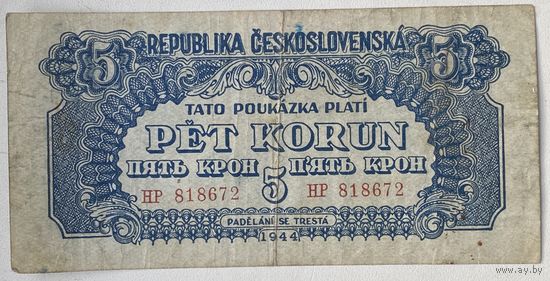 REPUBLIKA ČESKOSLOVENSKÁ
5 5
TATO POUKÁZKA PLATÍ
PĚT KORUN
ПЯТЬ КРОН П'ЯТЬ КРОН
HP 818672 5 HP 818672
PADĚLÁNÍ SE TRESTÁ
1944
www.ay.by